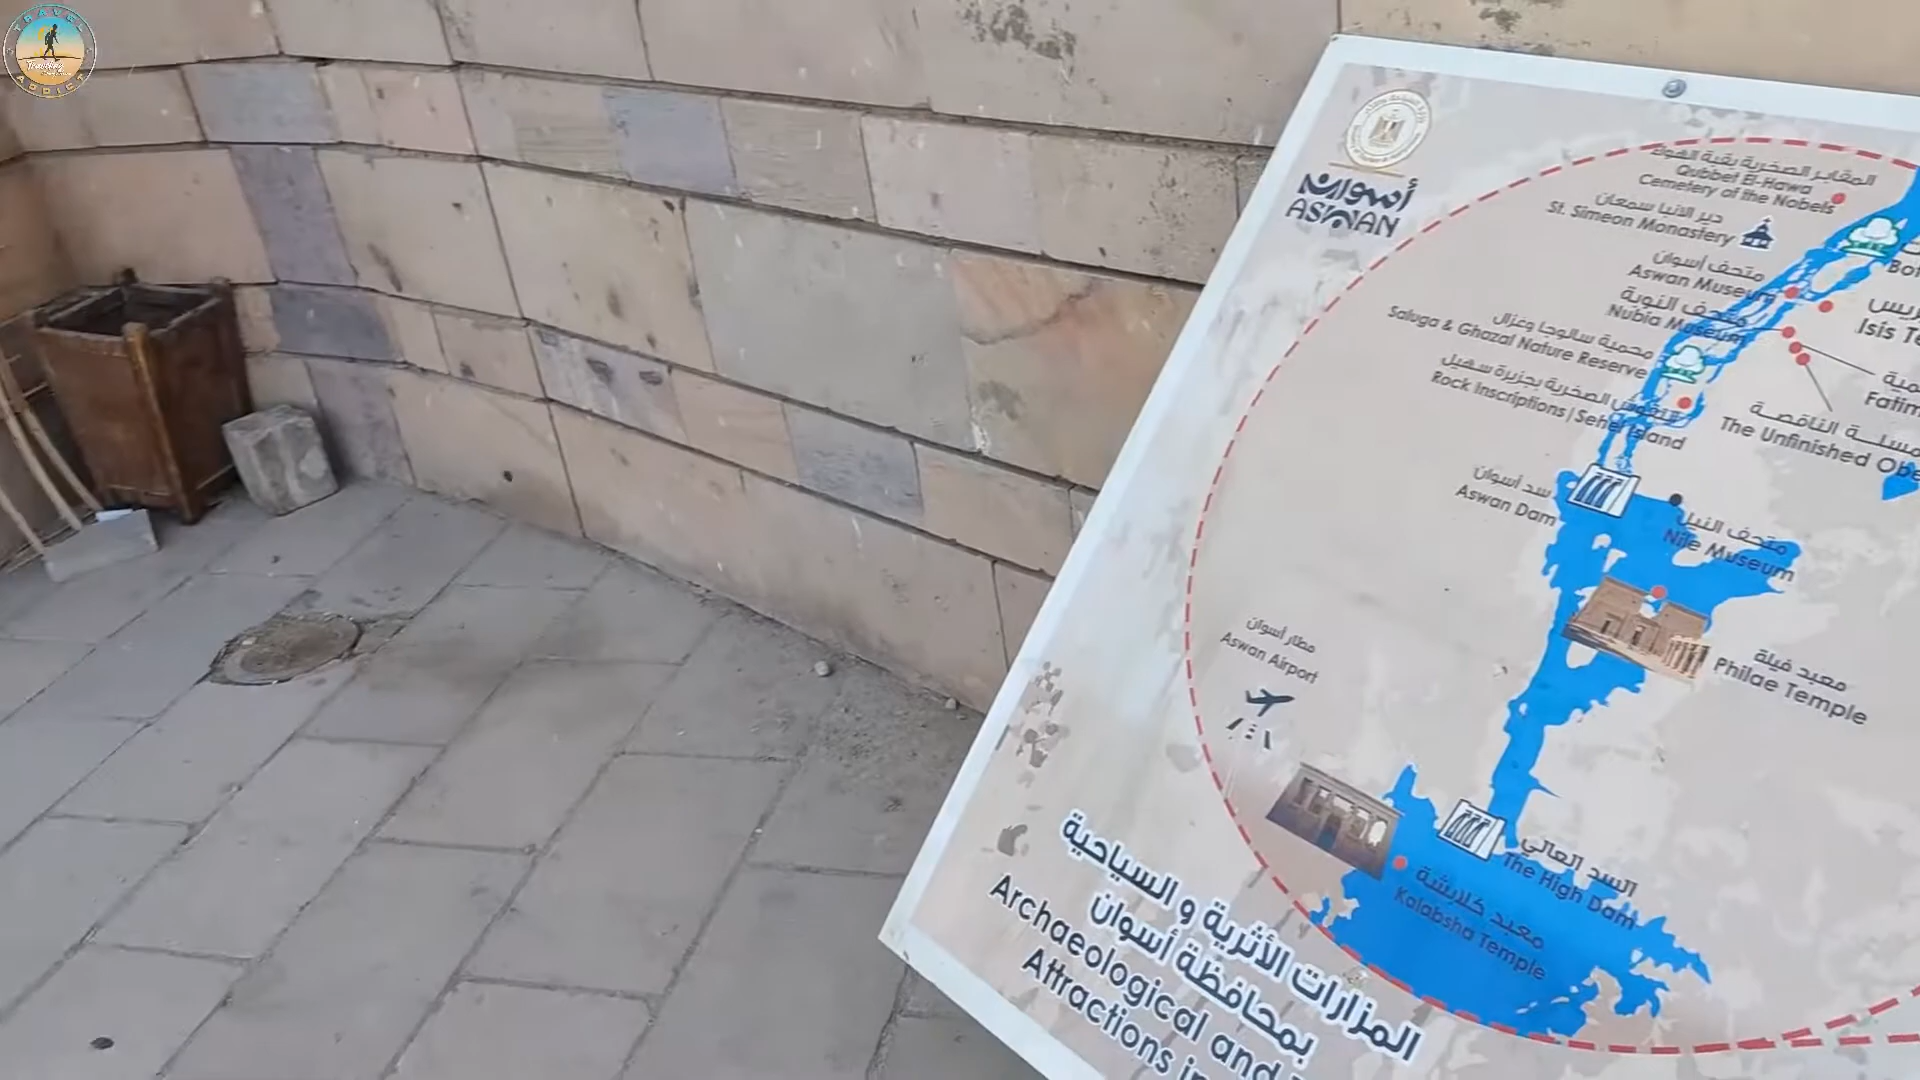 TRAVEL
Traveling
ADDICT
أسوان
ASWAN
المقابر الصخرية بقبة الهواء
Qubbet El-Hawa
Cemetery of the Nobels
دير الانبا سمعان
St. Simeon Monastery
متحف أسوان
Aswan Museum
متحف النوبة
Nubia Museum
محمية سالوجا وغزال
Saluga & Ghazal Nature Reserve
النقوش الصخرية بجزيرة سهيل
Rock Inscriptions | Sehel Island
Isis
The Unfinished
سد أسوان
Aswan Dam
متحف النيل
Nile Museum
معبد فيلة
Philae Temple
مطار أسوان
Aswan Airport
السد العالي
The High Dam
معبد كلابشة
Kalabsha Temple
المزارات الأثرية و السياحية
بمحافظة أسوان
Archaeological and
Attractions in